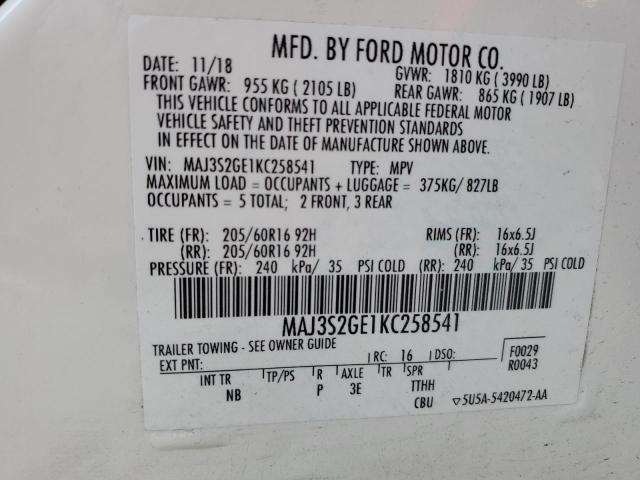 MFD. BY FORD MOTOR CO.
DATE: 11/18 GVWR: 1810 KG ( 3990 LB)
FRONT GAWR: 955 KG ( 2105 LB) REAR GAWR: 865 KG ( 1907 LB)
THIS VEHICLE CONFORMS TO ALL APPLICABLE FEDERAL MOTOR
VEHICLE SAFETY AND THEFT PREVENTION STANDARDS
IN EFFECT ON THE DATE OF MANUFACTURE SHOWN ABOVE.
VIN: MAJ3S2GE1KC258541 TYPE: MPV
MAXIMUM LOAD = OCCUPANTS + LUGGAGE = 375KG/ 827LB
OCCUPANTS = 5 TOTAL; 2 FRONT, 3 REAR
TIRE (FR): 205/60R16 92H RIMS (FR): 16x6.5J
(RR): 205/60R16 92H (RR): 16x6.5J
PRESSURE (FR): 240 kPa/ 35 PSI COLD (RR): 240 kPa/ 35 PSI COLD
MAJ3S2GE1KC258541
TRAILER TOWING - SEE OWNER GUIDE
EXT PNT: RC: 16 DSO: F0029
R0043
INT TR TP/PS R AXLE TR SPR
NB P 3E TTHH
CBU ▽5U5A-5420472-AA